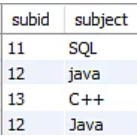 subid subject
11 SQL
12 java
13 C++
12 Java